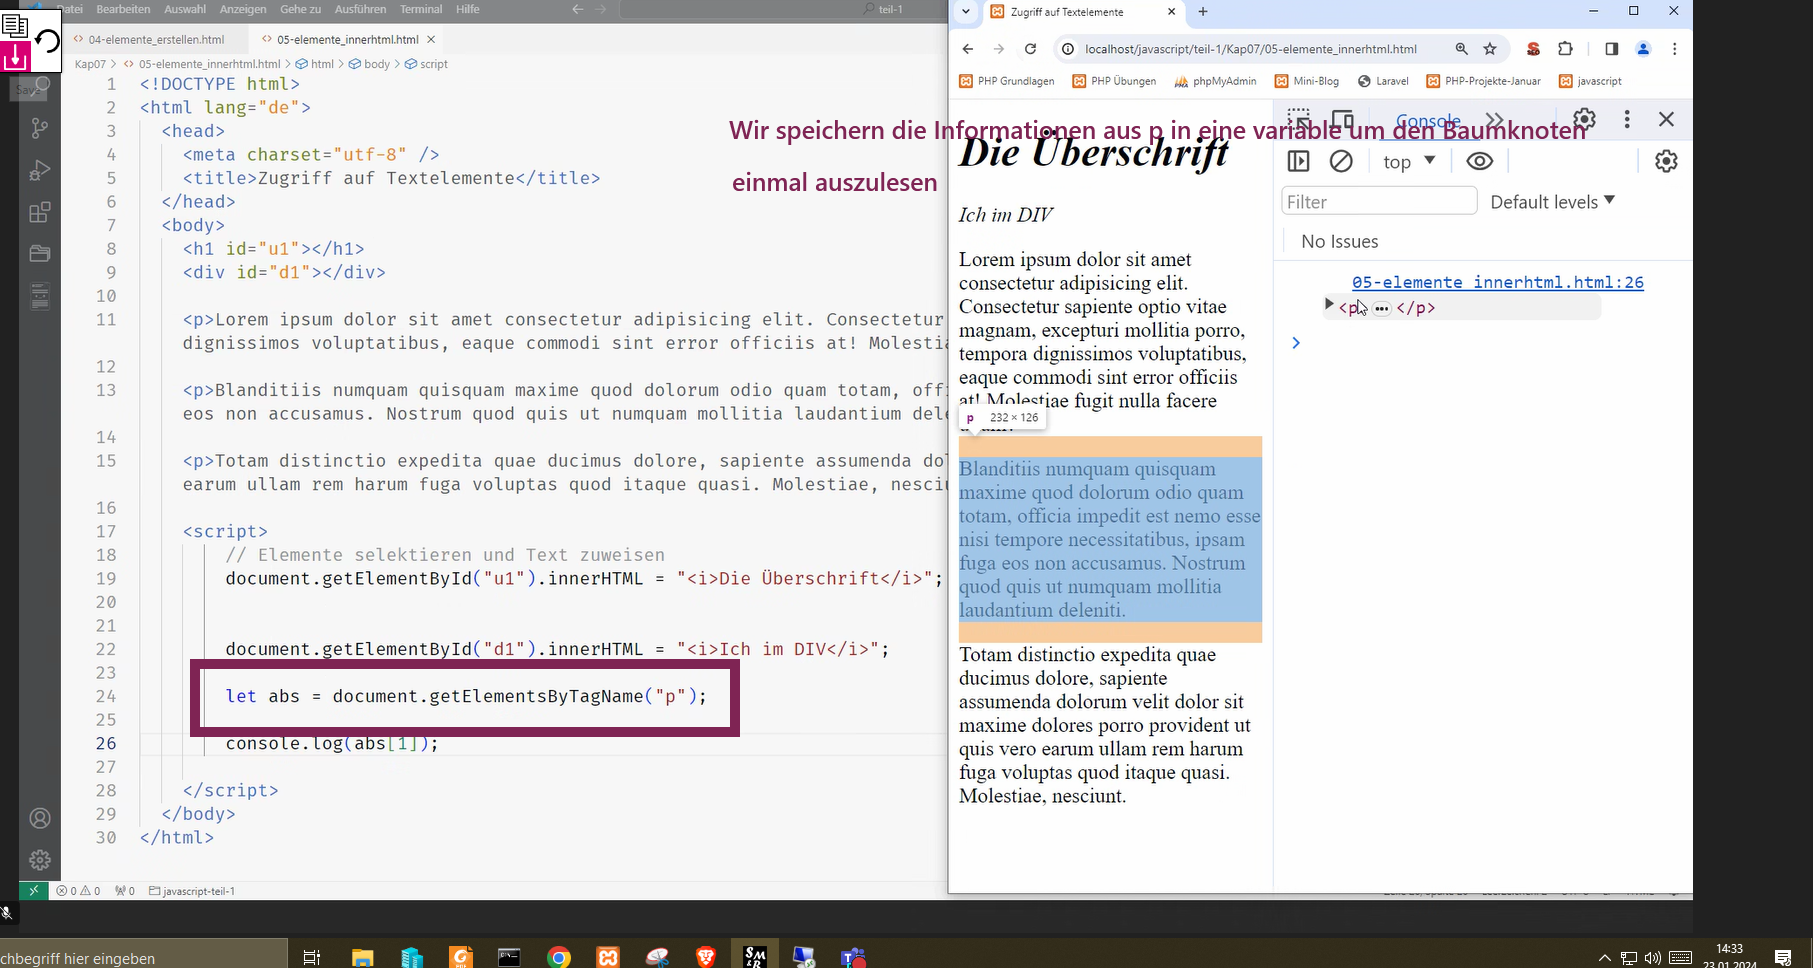 Datei Bearbeiten Auswahl Anzeigen Gehe zu Ausführen Terminal Hilfe
teil-1
04-elemente_erstellen.html
05-elemente_innerhtml.html
Kap07 > 05-elemente_innerhtml.html > html > body > script
1 <!DOCTYPE html>
2 <html lang="de">
3 <head>
4 <meta charset="utf-8" />
5 <title>Zugriff auf Textelemente</title>
6 </head>
7 <body>
8 <h1 id="u1"></h1>
9 <div id="d1"></div>
10
11 <p>Lorem ipsum dolor sit amet consectetur adipisicing elit. Consectetur
dignissimos voluptatibus, eaque commodi sint error officiis at! Molestia
12
13 <p>Blanditiis numquam quisquam maxime quod dolorum odio quam totam, off
eos non accusamus. Nostrum quod quis ut numquam mollitia laudantium dele
14
15 <p>Totam distinctio expedita quae ducimus dolore, sapiente assumenda do
earum ullam rem harum fuga voluptas quod itaque quasi. Molestiae, nesciu
16
17 <script>
18 // Elemente selektieren und Text zuweisen
19 document.getElementById("u1").innerHTML = "<i>Die Überschrift</i>";
20
21
22 document.getElementById("d1").innerHTML = "<i>Ich im DIV</i>";
23
24 let abs = document.getElementsByTagName("p");
25
26 console.log(abs[1]);
27
28 </script>
29 </body>
30 </html>
0 0 0 javascript-teil-1
Zugriff auf Textelemente
localhost/javascript/teil-1/Kap07/05-elemente_innerhtml.html
PHP Grundlagen PHP Übungen phpMyAdmin Mini-Blog Laravel PHP-Projekte-Januar javascript
Wir speichern die Informationen aus p in eine variable um den Baumknoten
einmal auszulesen
Die Überschrift
Ich im DIV
Lorem ipsum dolor sit amet
consectetur adipisicing elit.
Consectetur sapiente optio vitae
magnam, excepturi mollitia porro,
tempora dignissimos voluptatibus,
eaque commodi sint error officiis
at! Molestiae fugit nulla facere
p 232 × 126
Blanditiis numquam quisquam
maxime quod dolorum odio quam
totam, officia impedit est nemo esse
nisi tempore necessitatibus, ipsam
fuga eos non accusamus. Nostrum
quod quis ut numquam mollitia
laudantium deleniti.
Totam distinctio expedita quae
ducimus dolore, sapiente
assumenda dolorum velit dolor sit
maxime dolores porro provident ut
quis vero earum ullam rem harum
fuga voluptas quod itaque quasi.
Molestiae, nesciunt.
Console
top
Filter
Default levels
No Issues
05-elemente innerhtml.html:26
<p> ••• </p>
chbegriff hier eingeben
14:33
23.01.2024